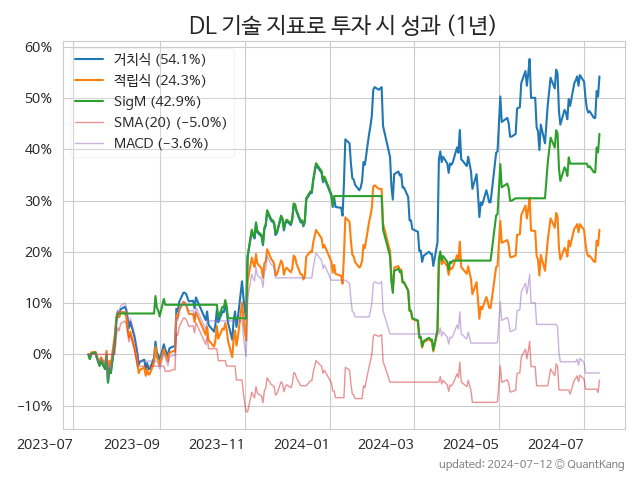 DL 기술 지표로 투자 시 성과 (1년)
60%
50%
40%
30%
20%
10%
0%
−10%
거치식 (54.1%)
적립식 (24.3%)
SigM (42.9%)
SMA(20) (−5.0%)
MACD (−3.6%)
2023-07
2023-09
2023-11
2024-01
2024-03
2024-05
2024-07
updated: 2024-07-12 © QuantKang